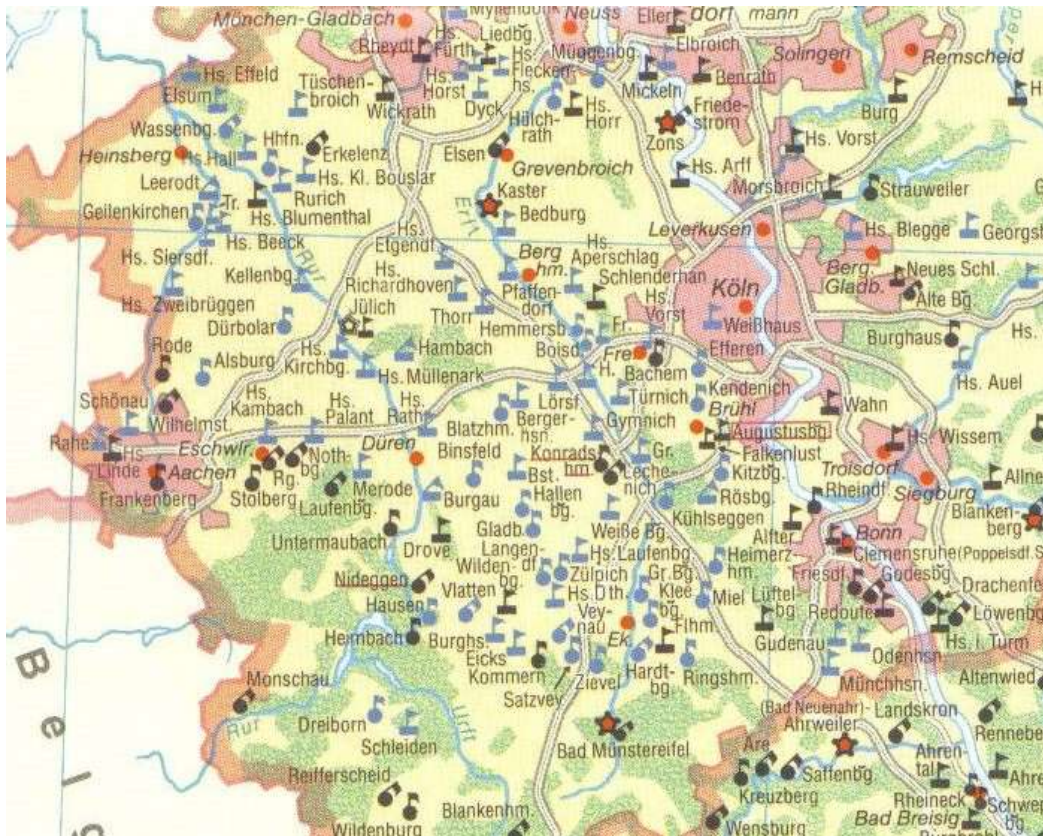 Mönchen-Gladbach
Neuss
Eller
dorf
mann
Liedbg.
Rheydt
Hs.
Fürth
Müggenbg.
Elbroich
Solingen
Remscheid
Hs. Effeld
Tüschen-
broich
Hs.
Horst
Hs.
Flecken-
hs.
Benrath
Elsum
Wickrath
Dyck
Mickeln
Burg
Wassenbg.
Hhfn.
Hülch-
rath
Hs.
Horr
Friede-
strom
Zons
Hs. Vorst
Heinsberg
Hs. Hall
Erkelenz
Elsen
Grevenbroich
Hs. Arff
Leerodt
Hs. Kl. Bouslar
Kaster
Morsbroich
Strauweiler
Tr.
Rurich
Geilenkirchen
Hs. Blumenthal
Erft
Bedburg
Leverkusen
Hs. Blegge
Georgsh
Hs. Beeck
Hs.
Etgendf.
Hs. Siersdf.
Rur
Berg
hm.
Hs.
Aperschlag
Berg.
Gladb.
Neues Schl.
Kellenbg.
Hs.
Richardhoven
Schlenderhan
Köln
Alte Bg
Hs. Zweibrüggen
Jülich
Pfaffen-
dorf
Hs.
Vorst
Dürbolar
Thorr
Hemmersb.
Fr.
Weißhaus
Burghaus
Hs.
Rode
Alsburg
Hs.
Kirchbg.
Hambach
Boisd.
Fre.
Efferen
H.
Bachem
Hs. Müllenark
Hs. Auel
Schönau
Hs.
Kambach
Hs.
Palant
Hs.
Rath
Lörsf
Türnich
Kendenich
Wilhelmst.
Blatzhm.
Berger-
hsn.
Gymnich
Brühl
Wahn
Rahe
Hs
Linde
Eschwlr.
Düren
Binsfeld
Konrads-
hm
Augustusbg
Falkenlust
Hs. Wissem
Aachen
Rg.
Noth-
bg
Gr.
Troisdorf
Frankenberg
Stolberg
Merode
Burgau
Bst.
Leche-
nich
Kitzbg.
Rheindf.
Siegburg
Allne
Laufenbg.
Hallen
bg.
Rösbg.
Blanken-
berg
Gladb.
Weiße Bg.
Kühlseggen
Alfter
Bonn
Untermaubach
Drove
Langen-
df
Hs. Laufenbg.
Heimerz-
hm.
Clemensruhe (Poppelsdf. S
Wilden-
bg.
Zülpich
Gr. Bg.
Friesdf.
Godesbg
Nideggen
Vlatten
Hs. Dth.
Klee
bg
Miel
Lüftel-
bg
Drachenfe
Hausen
Vey-
nau
Redoute
Löwenbg
Heimbach
Burghs.
Ek.
Flhm.
Gudenau
Hs. i. Turm
Eicks
Kommern
Odenhsn.
Satzvey
Zievel
Hardt-
bg
Ringshm.
Münchhsn.
Altenwied
Monschau
(Bad Neuenahr)-
Ahrweiler
Landskron
Dreiborn
Urft
Rur
Schleiden
Bad Münstereifel
Are
Ahren-
tal
Renneбе
Reifferscheid
Saffenbg.
Ahre
Kreuzberg
Rheineck
Schwep
bg
Wildenburg
Blankenhm.
Wensburg
Bad Breisig
Belg